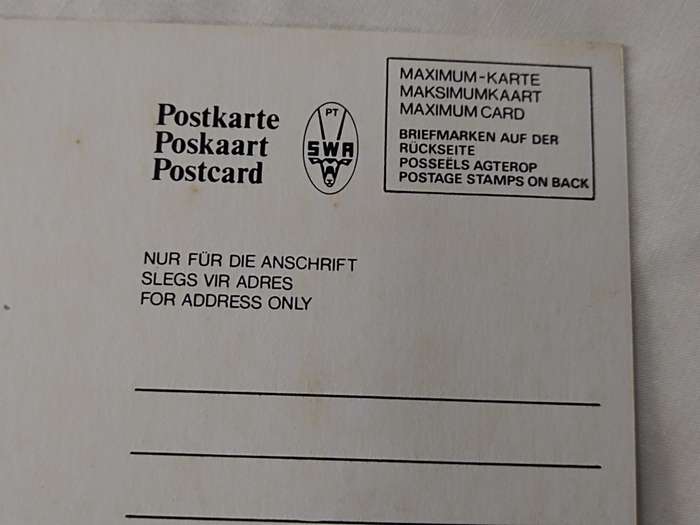 Postkarte
Poskaart
Postcard
PT
SWA
MAXIMUM-KARTE
MAKSIMUMKAART
MAXIMUM CARD
BRIEFMARKEN AUF DER
RÜCKSEITE
POSSEËLS AGTEROP
POSTAGE STAMPS ON BACK
NUR FÜR DIE ANSCHRIFT
SLEGS VIR ADRES
FOR ADDRESS ONLY